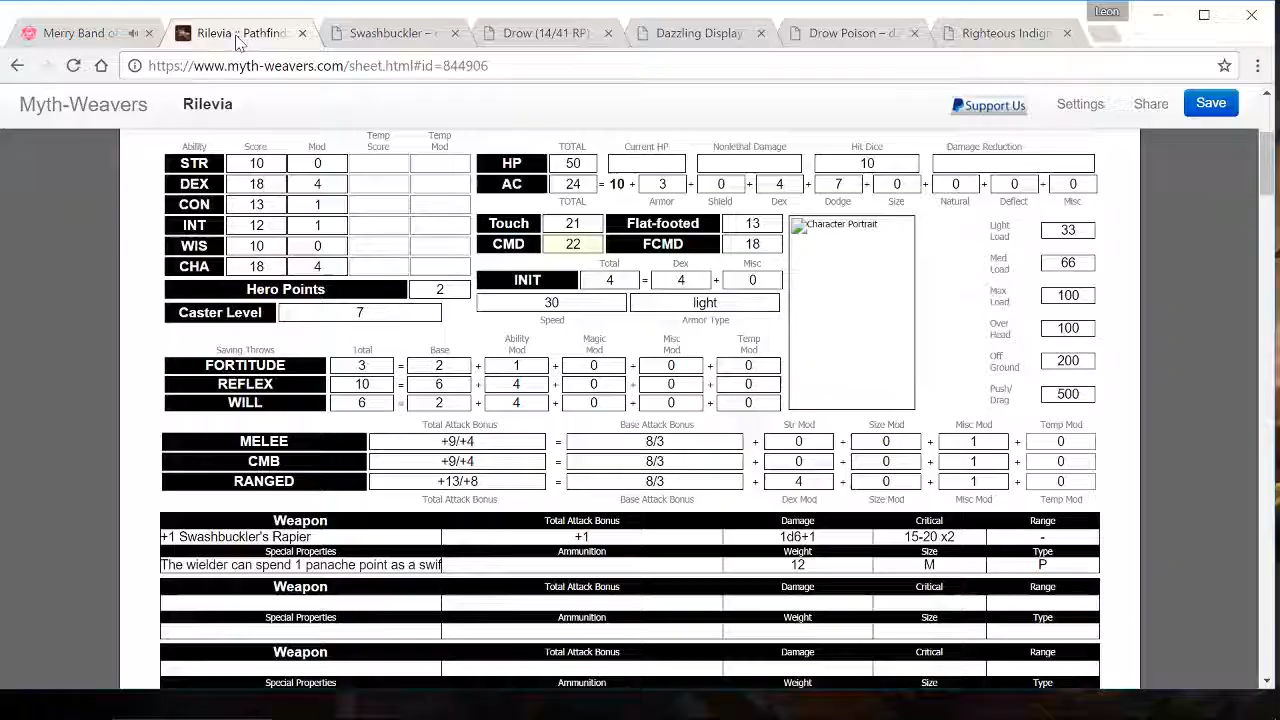 Leon
Merry Band o
Rilevia :: Pathfind
Swashbuckler –
Drow (14/41 RP)
Dazzling Display
Drow Poison – d
Righteous Indign
https://www.myth-weavers.com/sheet.html#id=844906
Myth-Weavers Rilevia Support Us Settings Share Save
Temp Temp
Ability Score Mod Score Mod TOTAL Current HP Nonlethal Damage Hit Dice Damage Reduction
STR 10 0 HP 50 10
DEX 18 4 AC 24 = 10 + 3 + 0 + 4 + 7 + 0 + 0 + 0 + 0
CON 13 1 TOTAL Armor Shield Dex Dodge Size Natural Deflect Misc
INT 12 1 Touch 21 Flat-footed 13 Character Portrait Light Load 33
WIS 10 0 CMD 22 FCMD 18
CHA 18 4 Total Dex Misc Med Load 66
Hero Points 2 INIT 4 = 4 + 0
Caster Level 7 30 light Max Load 100
Speed Armor Type
Over Head 100
Ability Magic Misc Temp
Saving Throws Total Base Mod Mod Mod Mod
FORTITUDE 3 = 2 + 1 + 0 + 0 + 0 Off Ground 200
REFLEX 10 = 6 + 4 + 0 + 0 + 0 Push/ Drag 500
WILL 6 = 2 + 4 + 0 + 0 + 0
Total Attack Bonus Base Attack Bonus Str Mod Size Mod Misc Mod Temp Mod
MELEE +9/+4 = 8/3 + 0 + 0 + 1 + 0
CMB +9/+4 = 8/3 + 0 + 0 + 1 + 0
RANGED +13/+8 = 8/3 + 4 + 0 + 1 + 0
Total Attack Bonus Base Attack Bonus Dex Mod Size Mod Misc Mod Temp Mod
Weapon Total Attack Bonus Damage Critical Range
+1 Swashbuckler's Rapier +1 1d6+1 15-20 x2 -
Special Properties Ammunition Weight Size Type
The wielder can spend 1 panache point as a swif 12 M P
Weapon Total Attack Bonus Damage Critical Range
Special Properties Ammunition Weight Size Type
Weapon Total Attack Bonus Damage Critical Range
Special Properties Ammunition Weight Size Type